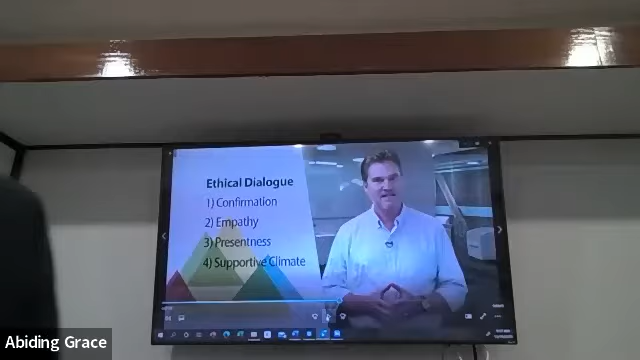 Ethical Dialogue
1) Confirmation
2) Empathy
3) Presentness
4) Supportive Climate
Abiding Grace